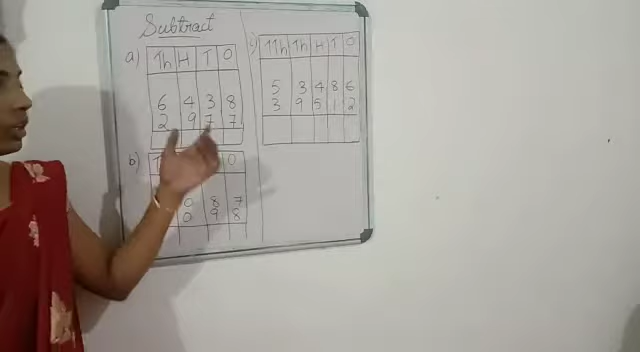 Subtract
a) Th H T O
6 4 3 8
2 9 7 7
b) T O
0 8 7
0 9 8
c) TTh Th H T O
5 3 4 8 6
3 9 5 1 2